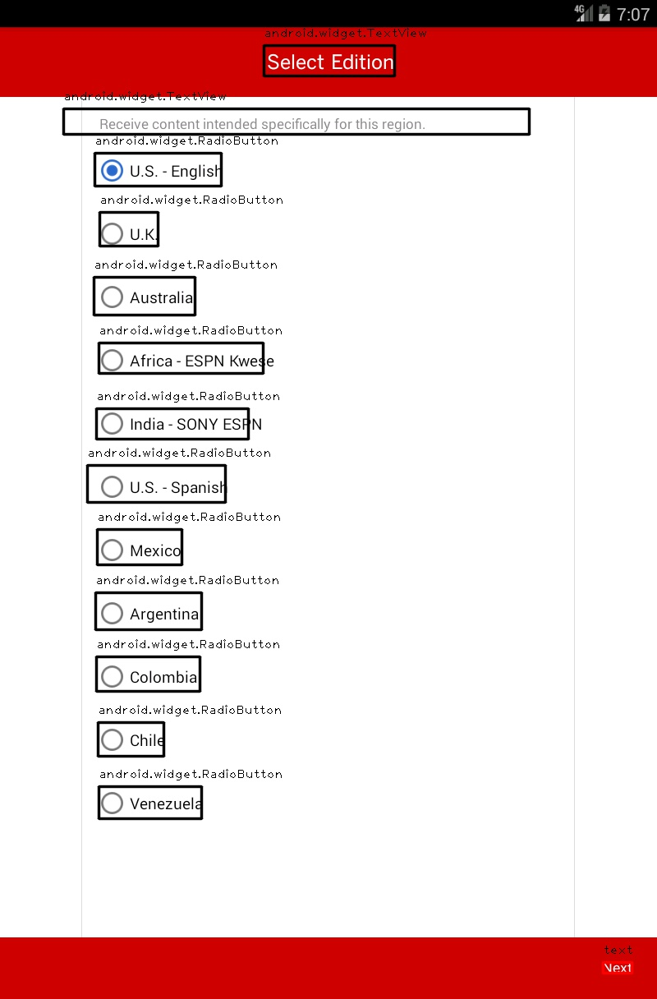 4G 7:07
android.widget.TextView
Select Edition
android.widget.TextView
Receive content intended specifically for this region.
android.widget.RadioButton
U.S. - English
android.widget.RadioButton
U.K.
android.widget.RadioButton
Australia
android.widget.RadioButton
Africa - ESPN Kwese
android.widget.RadioButton
India - SONY ESPN
android.widget.RadioButton
U.S. - Spanish
android.widget.RadioButton
Mexico
android.widget.RadioButton
Argentina
android.widget.RadioButton
Colombia
android.widget.RadioButton
Chile
android.widget.RadioButton
Venezuela
text
Next